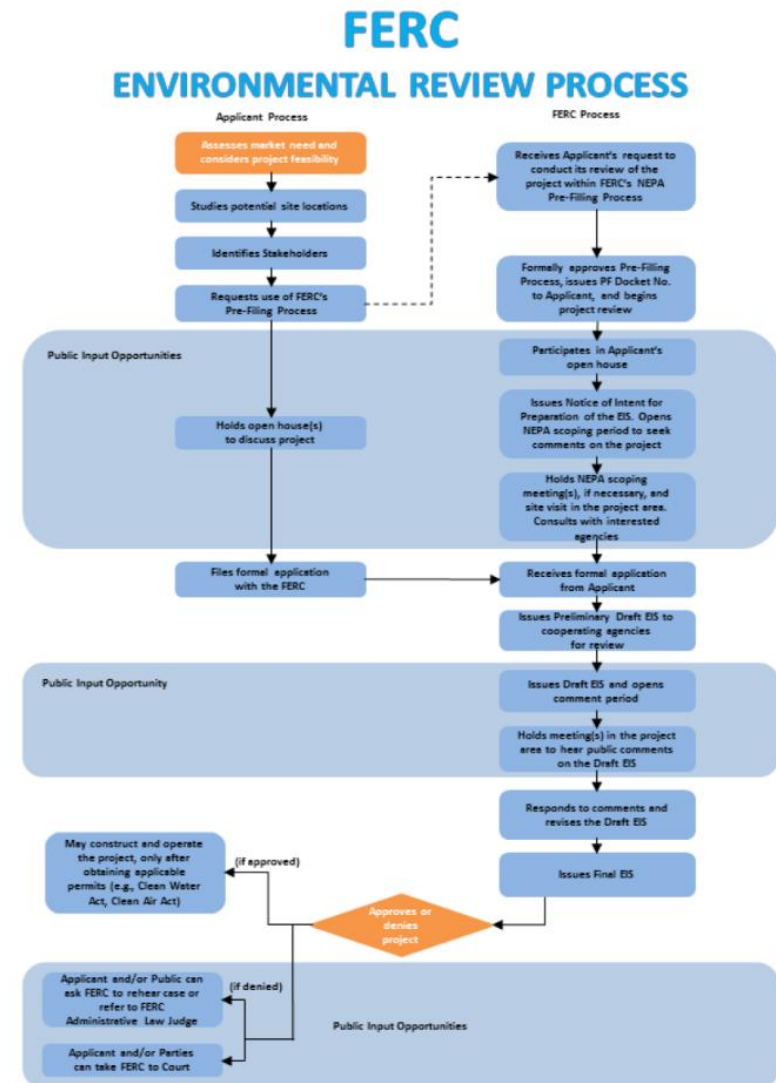 FERC
ENVIRONMENTAL REVIEW PROCESS
Applicant Process
FERC Process
Assesses market need and
considers project feasibility
Studies potential site locations
Identifies Stakeholders
Requests use of FERC's
Pre-Filing Process
Receives Applicant's request to
conduct its review of the
project within FERC's NEPA
Pre-Filling Process
Formally approves Pre-Filling
Process, issues PF Docket No.
to Applicant, and begins
project review
Public Input Opportunities
Participates in Applicant's
open house
Issues Notice of Intent for
Preparation of the EIS. Opens
NEPA scoping period to seek
comments on the project
Holds open house(s)
to discuss project
Holds NEPA scoping
meeting(s), if necessary, and
site visit in the project area.
Consults with interested
agencies
Files formal application
with the FERC
Receives formal application
from Applicant
Issues Preliminary Draft EIS to
cooperating agencies
for review
Public Input Opportunity
Issues Draft EIS and opens
comment period
Holds meeting(s) in the project
area to hear public comments
on the Draft EIS
Responds to comments and
revises the Draft EIS
Issues Final EIS
May construct and operate
the project, only after
obtaining applicable
permits (e.g., Clean Water
Act, Clean Air Act)
(if approved)
Approves or
denies
project
Applicant and/or Public can
ask FERC to rehear case or
refer to FERC
Administrative Law Judge
(if denied)
Applicant and/or Parties
can take FERC to Court
Public Input Opportunities